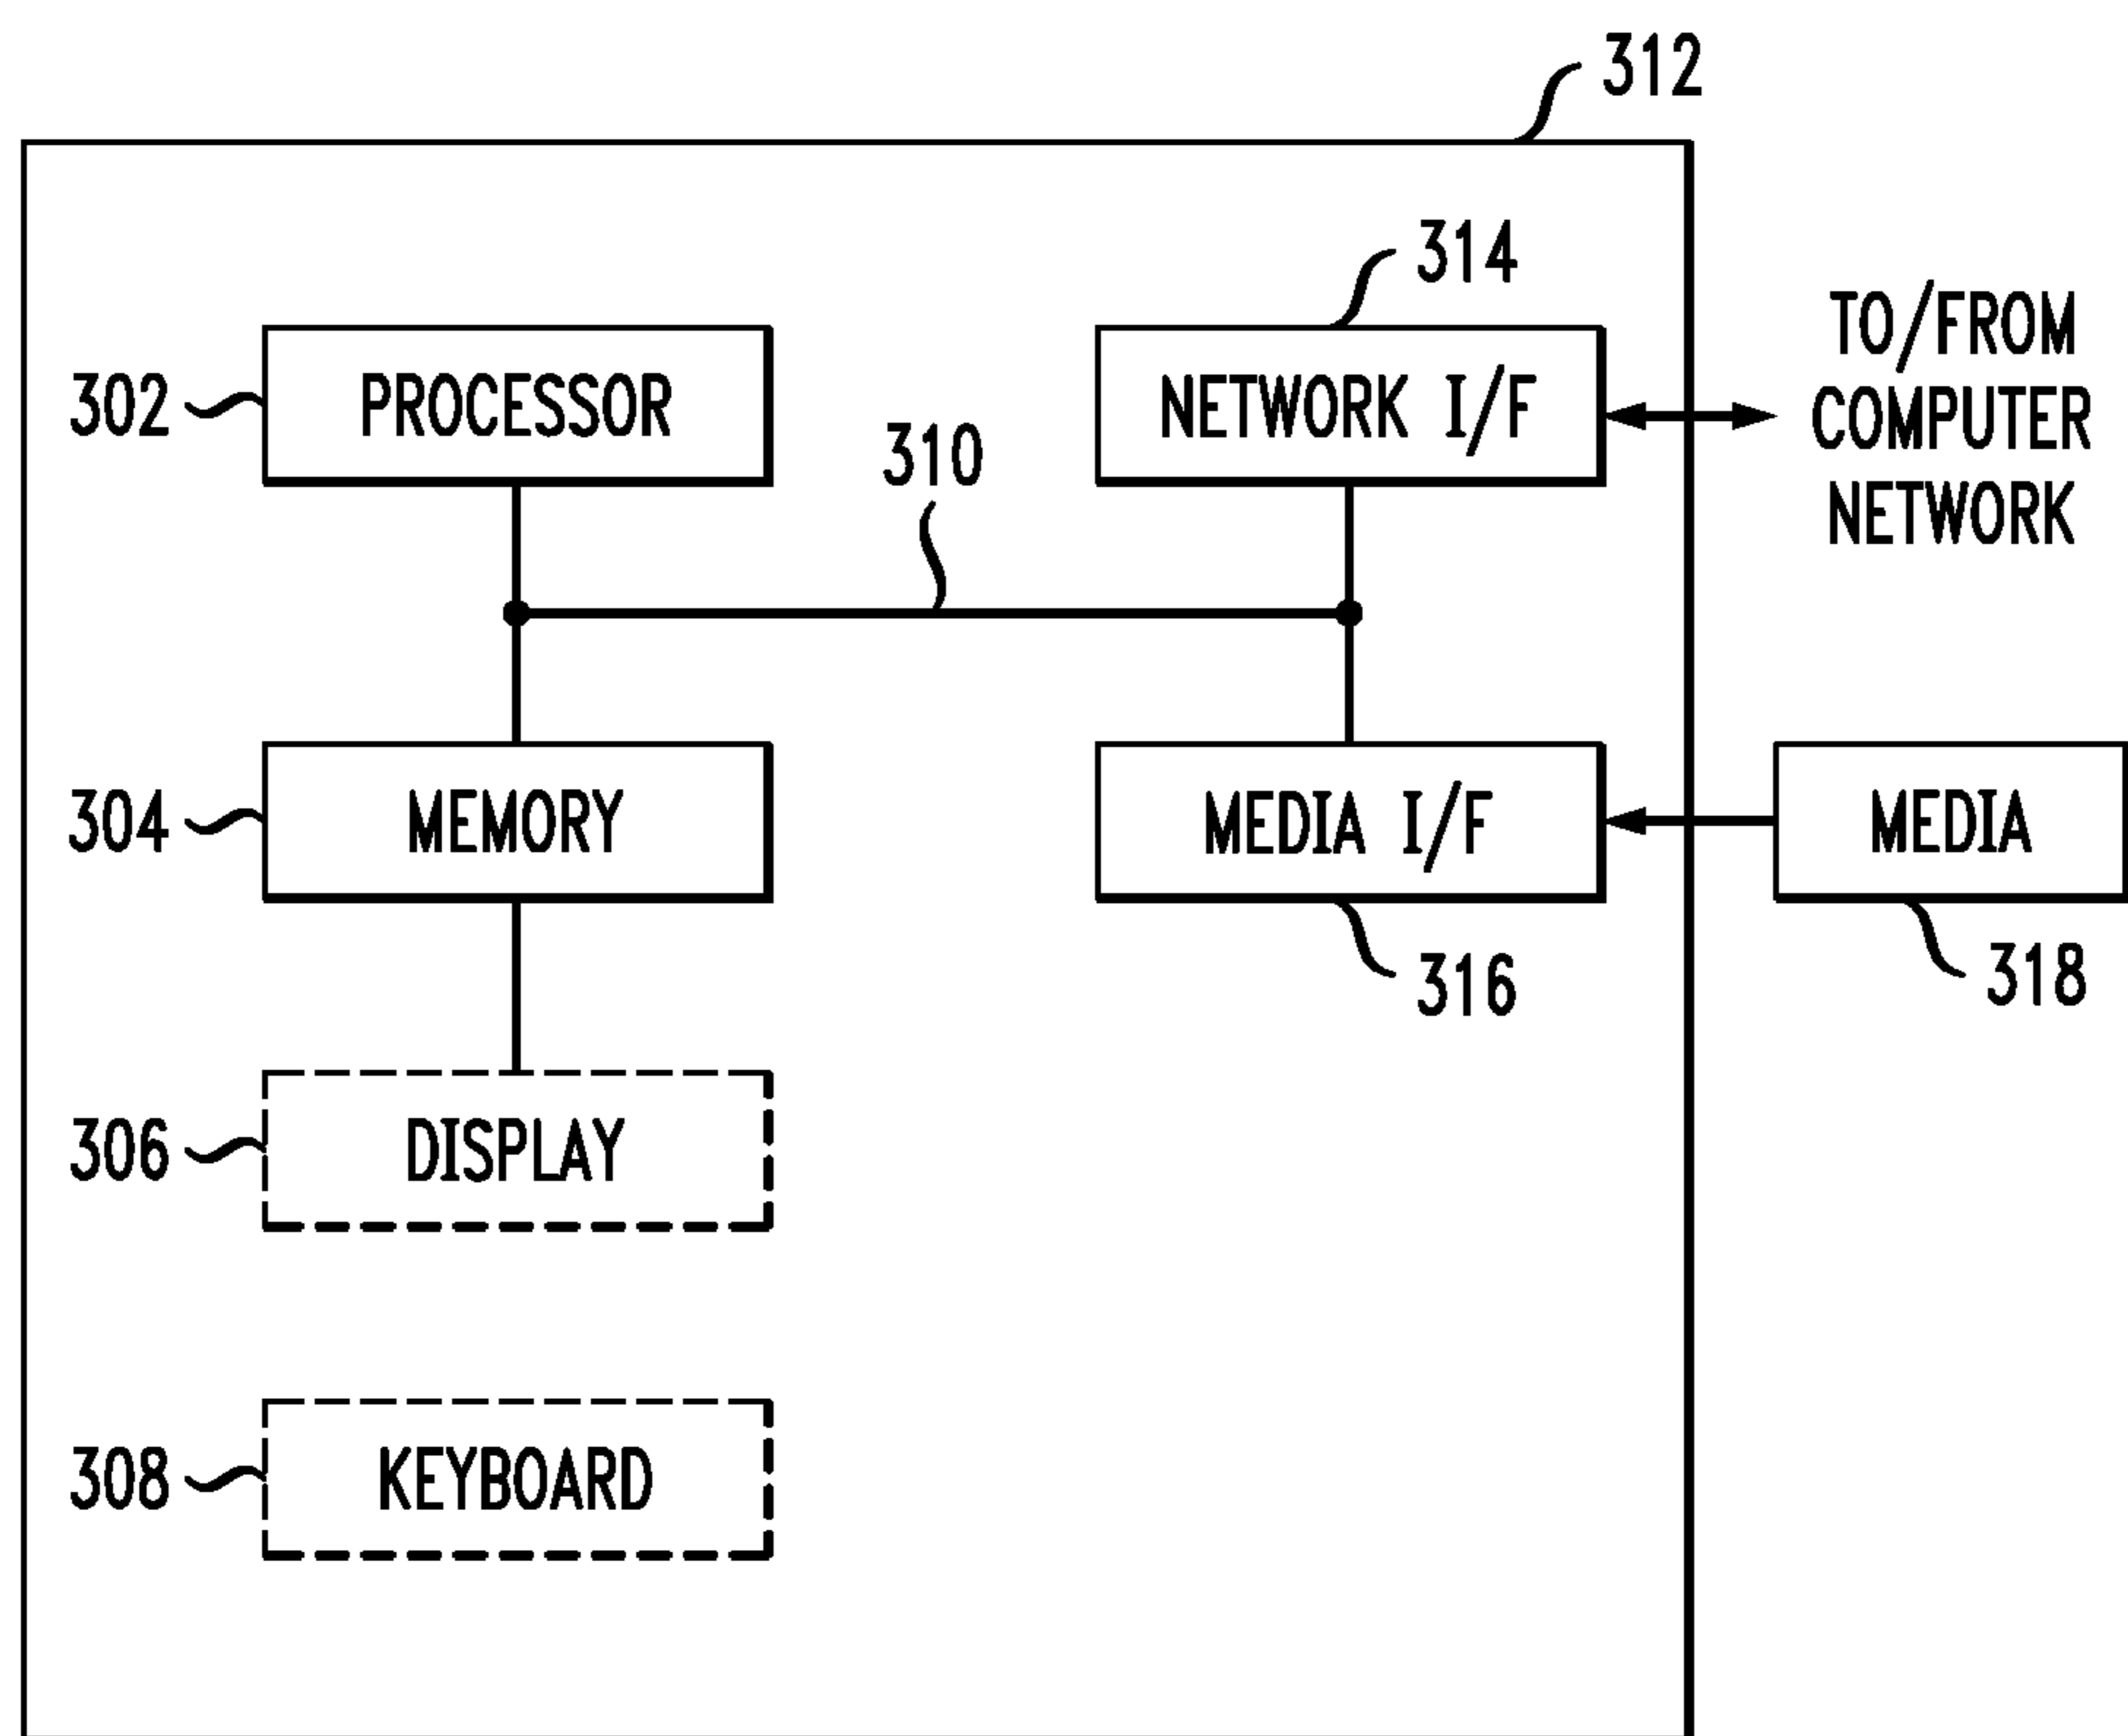 312
314
TO/FROM
COMPUTER
NETWORK
302
PROCESSOR
NETWORK I/F
310
304
MEMORY
MEDIA I/F
MEDIA
316
318
306
DISPLAY
308
KEYBOARD